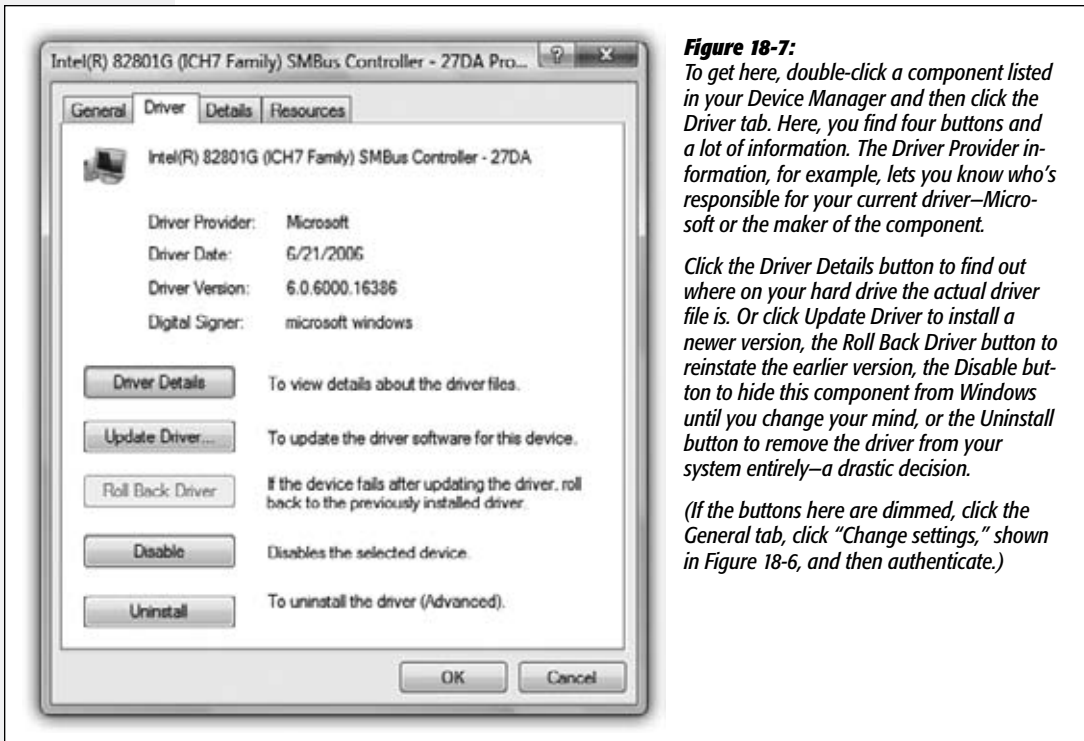 Intel(R) 82801G (ICH7 Family) SMBus Controller - 27DA Pro...
General Driver Details Resources
Intel(R) 82801G (ICH7 Family) SMBus Controller - 27DA
Driver Provider: Microsoft
Driver Date: 6/21/2006
Driver Version: 6.0.6000.16386
Digital Signer: microsoft windows
Driver Details To view details about the driver files.
Update Driver... To update the driver software for this device.
Roll Back Driver If the device fails after updating the driver, roll
back to the previously installed driver.
Disable Disables the selected device.
Uninstall To uninstall the driver (Advanced).
OK Cancel
Figure 18-7:
To get here, double-click a component listed
in your Device Manager and then click the
Driver tab. Here, you find four buttons and
a lot of information. The Driver Provider in-
formation, for example, lets you know who’s
responsible for your current driver—Micro-
soft or the maker of the component.
Click the Driver Details button to find out
where on your hard drive the actual driver
file is. Or click Update Driver to install a
newer version, the Roll Back Driver button to
reinstate the earlier version, the Disable but-
ton to hide this component from Windows
until you change your mind, or the Uninstall
button to remove the driver from your
system entirely—a drastic decision.
(If the buttons here are dimmed, click the
General tab, click “Change settings,” shown
in Figure 18-6, and then authenticate.)